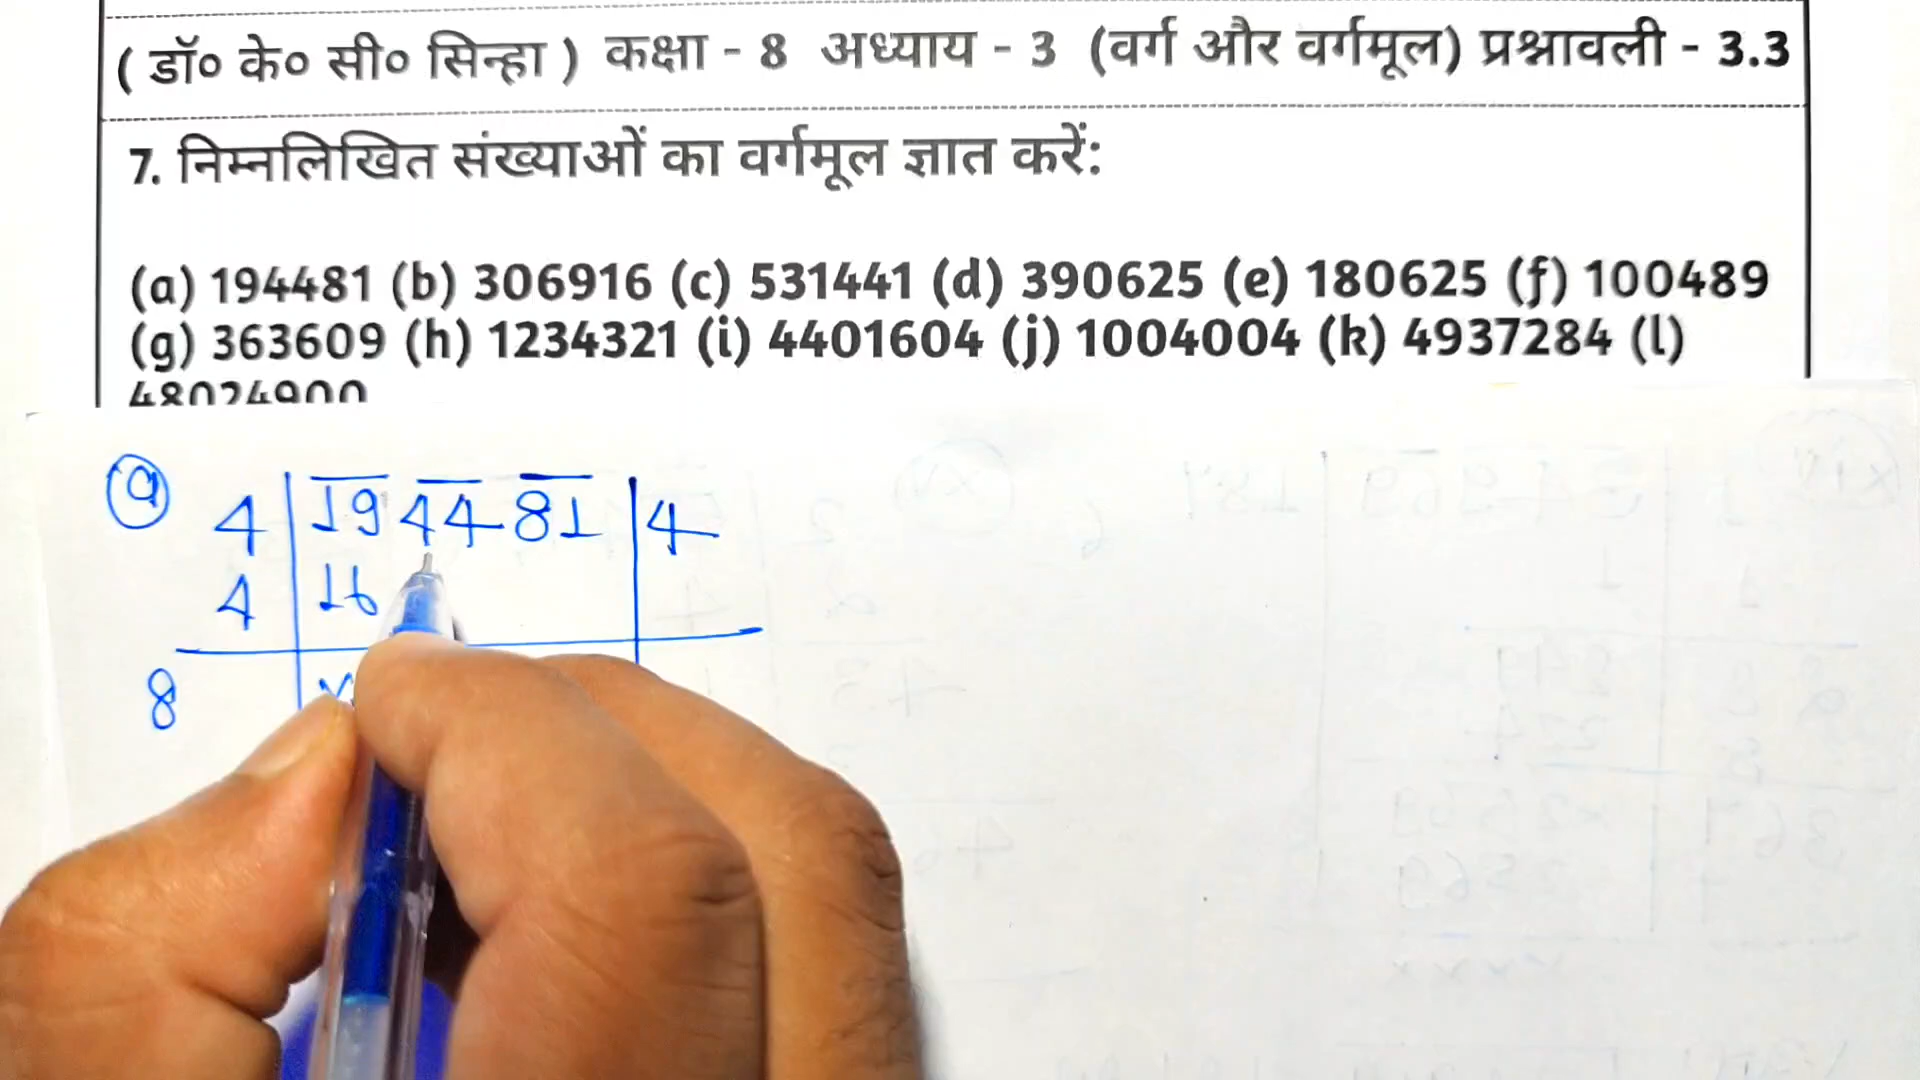 ( डॉ० के० सी० सिन्हा ) कक्षा - 8 अध्याय - 3 (वर्ग और वर्गमूल) प्रश्नावली - 3.3
7. निम्नलिखित संख्याओं का वर्गमूल ज्ञात करें:
(a) 194481 (b) 306916 (c) 531441 (d) 390625 (e) 180625 (f) 100489
(g) 363609 (h) 1234321 (i) 4401604 (j) 1004004 (k) 4937284 (l)
48024900
a 4 19 44 81 4
4 16
8